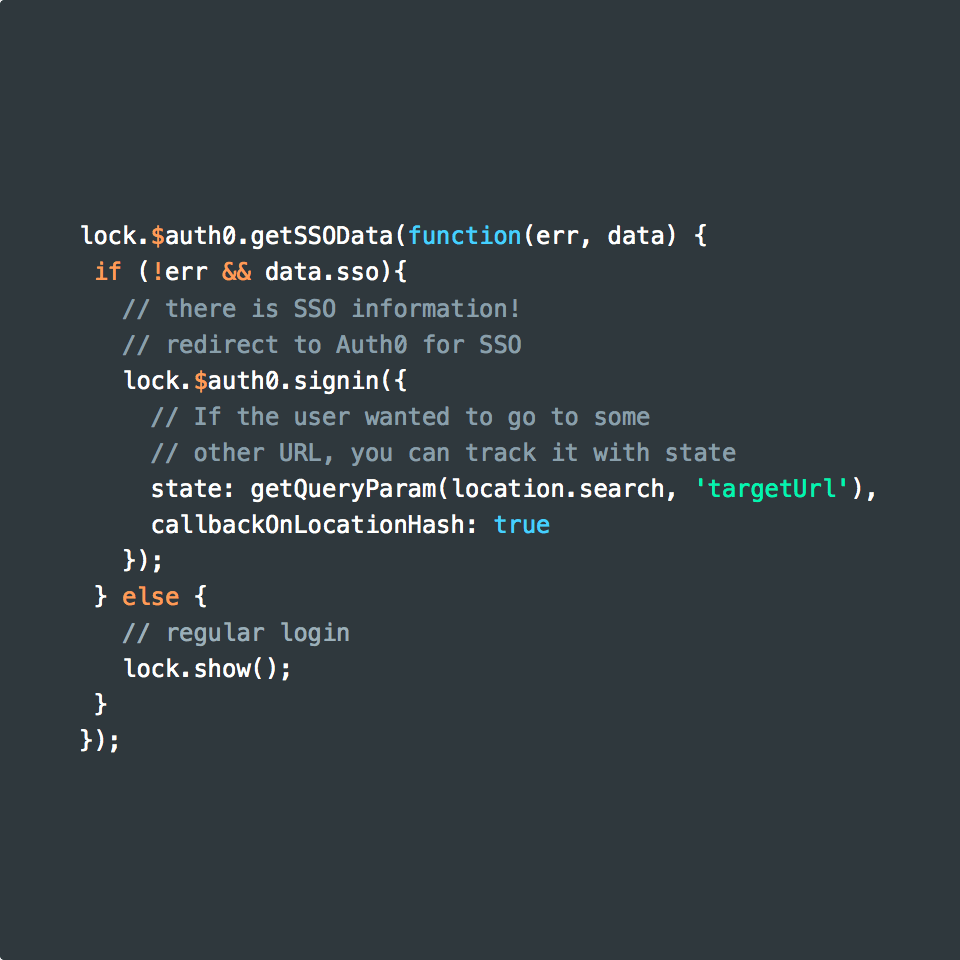 lock.$auth0.getSSOData(function(err, data) {
 if (!err && data.sso){
   // there is SSO information!
   // redirect to Auth0 for SSO
   lock.$auth0.signin({
     // If the user wanted to go to some
     // other URL, you can track it with state
     state: getQueryParam(location.search, 'targetUrl'),
     callbackOnLocationHash: true
   });
 } else {
   // regular login
   lock.show();
 }
});